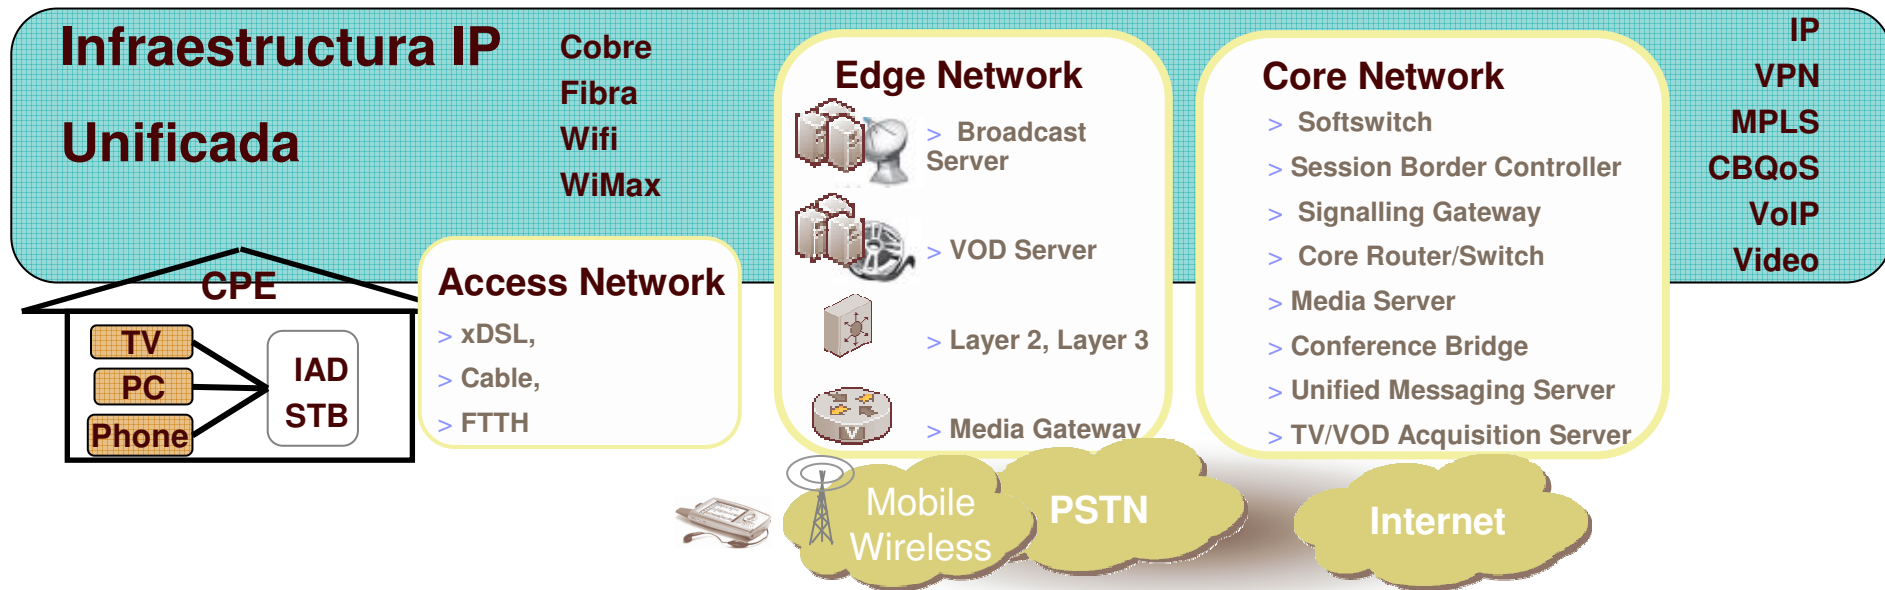 Infraestructura IP
Unificada
Cobre
Fibra
Wifi
WiMax
CPE
TV
PC
Phone
IAD
STB
Access Network
> xDSL,
> Cable,
> FTTH
Edge Network
> Broadcast
Server
> VOD Server
> Layer 2, Layer 3
> Media Gateway
V
Core Network
> Softswitch
> Session Border Controller
> Signalling Gateway
> Core Router/Switch
> Media Server
> Conference Bridge
> Unified Messaging Server
> TV/VOD Acquisition Server
IP
VPN
MPLS
CBQoS
VoIP
Video
Mobile
Wireless
PSTN
Internet